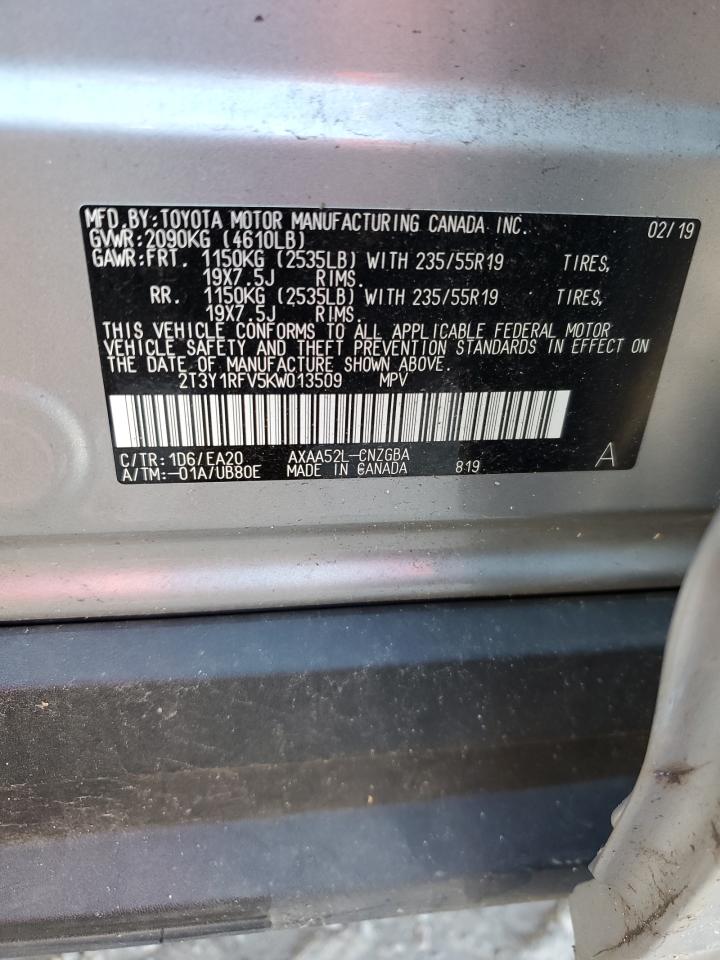 MFD.BY:TOYOTA MOTOR MANUFACTURING CANADA INC. 02/19
GVWR:2090KG (4610LB)
GAWR:FRT. 1150KG (2535LB) WITH 235/55R19 TIRES,
19X7.5J RIMS.
RR. 1150KG (2535LB) WITH 235/55R19 TIRES,
19X7.5J RIMS.
THIS VEHICLE CONFORMS TO ALL APPLICABLE FEDERAL MOTOR
VEHICLE SAFETY AND THEFT PREVENTION STANDARDS IN EFFECT ON
THE DATE OF MANUFACTURE SHOWN ABOVE.
2T3Y1RFV5KW013509 MPV
C/TR:1D6/EA20 AXAA52L-CNZGBA A
A/TM:-01A/UB80E MADE IN CANADA 819